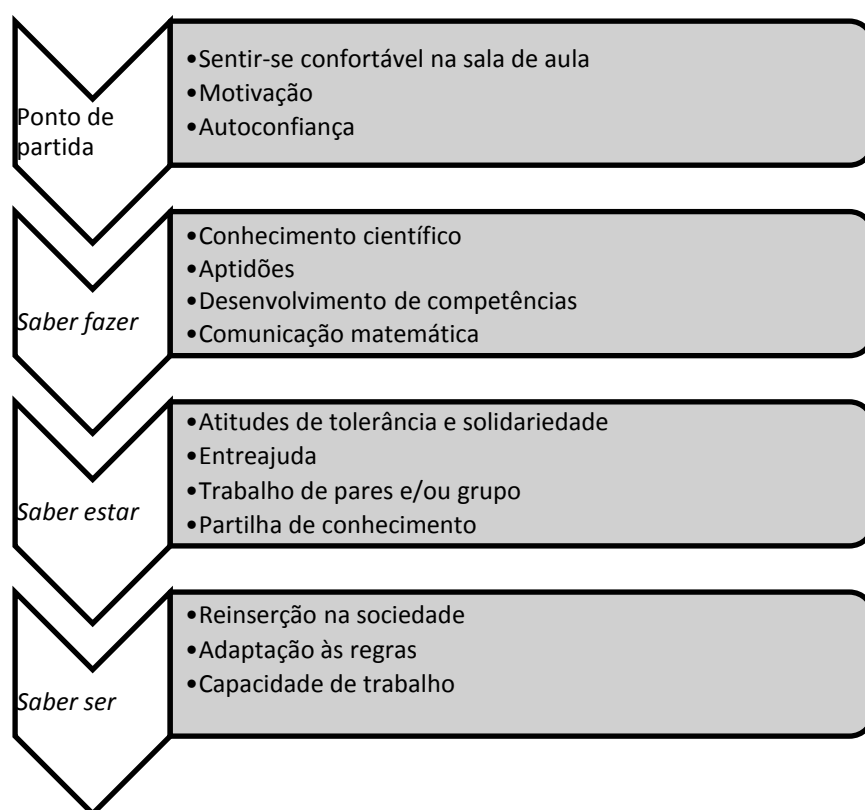 Ponto de
partida
•Sentir-se confortável na sala de aula
•Motivação
•Autoconfiança
Saber fazer
•Conhecimento científico
•Aptidões
•Desenvolvimento de competências
•Comunicação matemática
Saber estar
•Atitudes de tolerância e solidariedade
•Entreajuda
•Trabalho de pares e/ou grupo
•Partilha de conhecimento
Saber ser
•Reinserção na sociedade
•Adaptação às regras
•Capacidade de trabalho